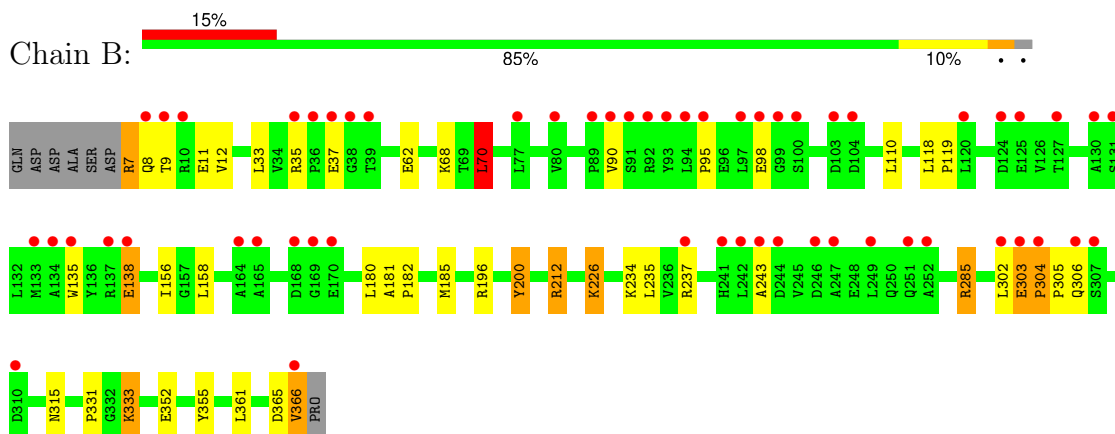 15%
Chain B:
85% 10% • •
GLN ASP ASP ALA SER ASP R7 Q8 T9 R10 E11 V12 L33 V34 R35 P36 E37 G38 T39 E62 K68 T69 L70 L77 V80 P89 V90 S91 R92 Y93 L94 P95 E96 L97 E98 G99 S100 D103 D104 L110 L118 P119 L120 D124 E125 V126 T127 A130 S131
L132 M133 A134 W135 Y136 R137 E138 I156 G157 L158 A164 A165 D168 G169 E170 L180 A181 P182 M185 R196 Y200 R212 K226 K234 L235 V236 R237 H241 L242 A243 D244 V245 D246 A247 E248 L249 Q250 Q251 A252 R285 L302 E303 P304 P305 Q306 S307
D310 N315 P331 G332 K333 E352 Y355 L361 D365 V366 PRO